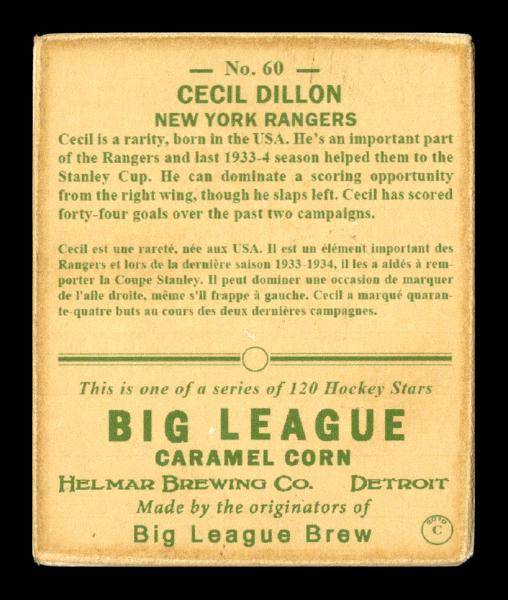 — No. 60 —
CECIL DILLON
NEW YORK RANGERS
Cecil is a rarity, born in the USA. He's an important part
of the Rangers and last 1933-4 season helped them to the
Stanley Cup. He can dominate a scoring opportunity
from the right wing, though he slaps left. Cecil has scored
forty-four goals over the past two campaigns.
Cecil est une rareté, née aux USA. Il est un élément important des
Rangers et lors de la dernière saison 1933-1934, il les a aidés à rem-
porter la Coupe Stanley. Il peut dominer une occasion de marquer
de l'aile droite, même s'il frappe à gauche. Cecil a marqué quaran-
te-quatre buts au cours des deux dernières campagnes.
This is one of a series of 120 Hockey Stars
BIG LEAGUE
CARAMEL CORN
HELMAR BREWING CO. DETROIT
Made by the originators of
Big League Brew
C